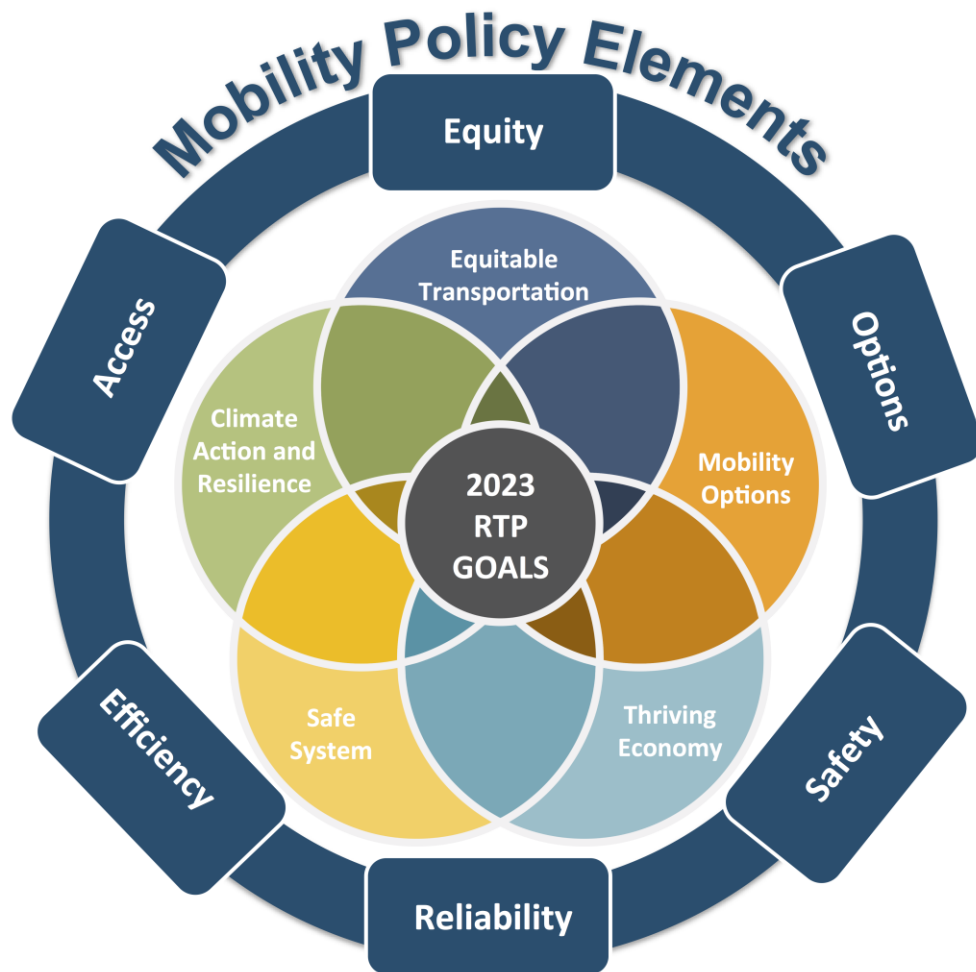 Mobility Policy Elements
Equity
Options
Safety
Reliability
Efficiency
Access
Equitable
Transportation
Mobility
Options
Thriving
Economy
Safe
System
Climate
Action and
Resilience
2023
RTP
GOALS